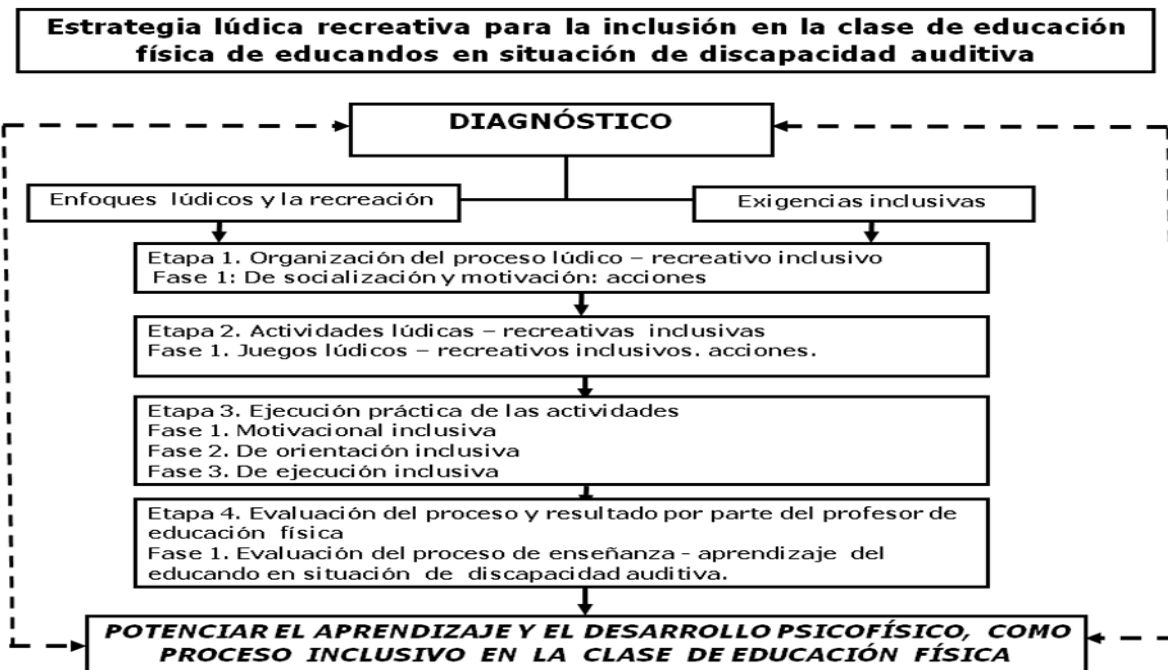 Estrategia lúdica recreativa para la inclusión en la clase de educación
física de educandos en situación de discapacidad auditiva
DIAGNÓSTICO
Enfoques lúdicos y la recreación
Exigencias inclusivas
Etapa 1. Organización del proceso lúdico – recreativo inclusivo
Fase 1: De socialización y motivación: acciones
Etapa 2. Actividades lúdicas – recreativas inclusivas
Fase 1. Juegos lúdicos – recreativos inclusivos. acciones.
Etapa 3. Ejecución práctica de las actividades
Fase 1. Motivacional inclusiva
Fase 2. De orientación inclusiva
Fase 3. De ejecución inclusiva
Etapa 4. Evaluación del proceso y resultado por parte del profesor de
educación física
Fase 1. Evaluación del proceso de enseñanza - aprendizaje del
educando en situación de discapacidad auditiva.
POTENCIAR EL APRENDIZAJE Y EL DESARROLLO PSICOFÍSICO, COMO
PROCESO INCLUSIVO EN LA CLASE DE EDUCACIÓN FÍSICA